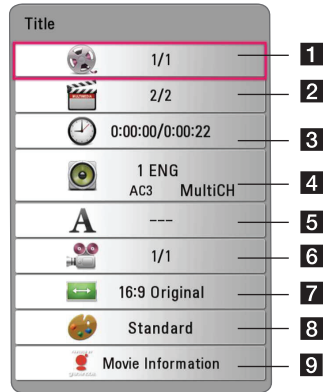 Title
1/1 1
2/2 2
0:00:00/0:00:22 3
1 ENG
AC3 MultiCH 4
A --- 5
1/1 6
16:9 Original 7
Standard 8
Movie Information 9